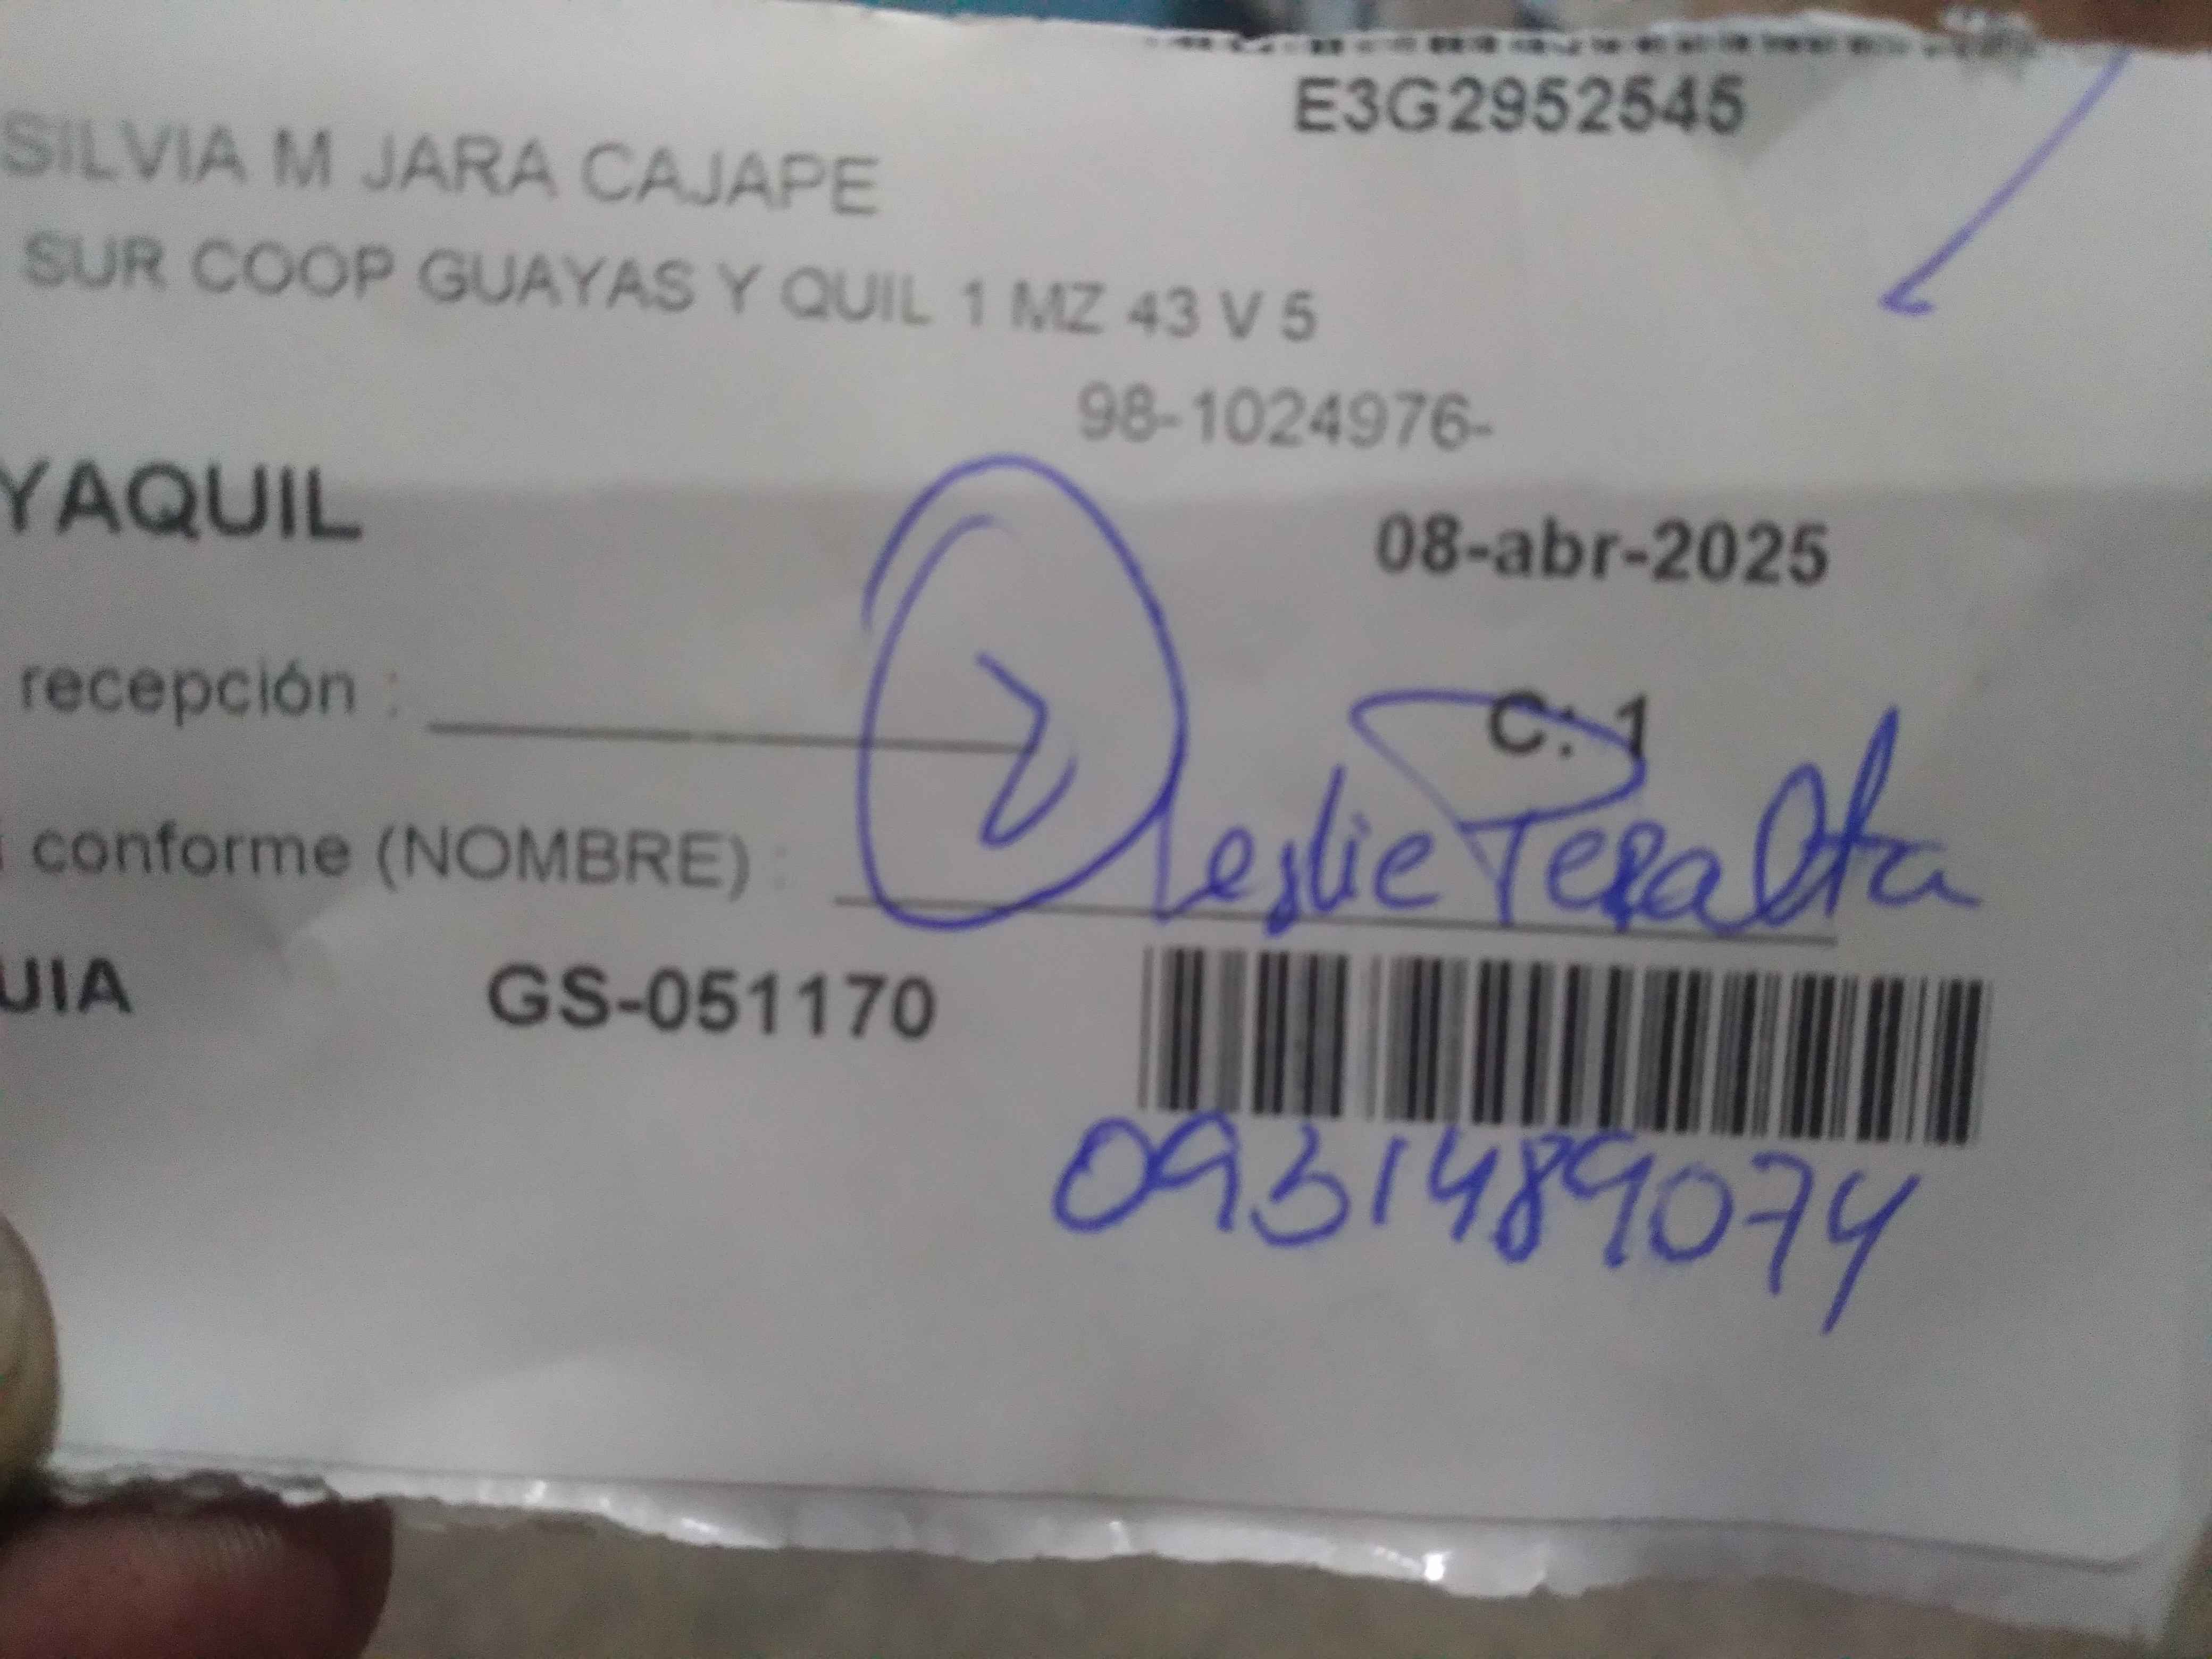 E3G2952545
SILVIA M JARA CAJAPE
SUR COOP GUAYAS Y QUIL 1 MZ 43 V 5
98-1024976-
YAQUIL
08-abr-2025
recepción :
2
C: 1
conforme (NOMBRE) :
Leslie Peralta
UIA
GS-051170
0931489074